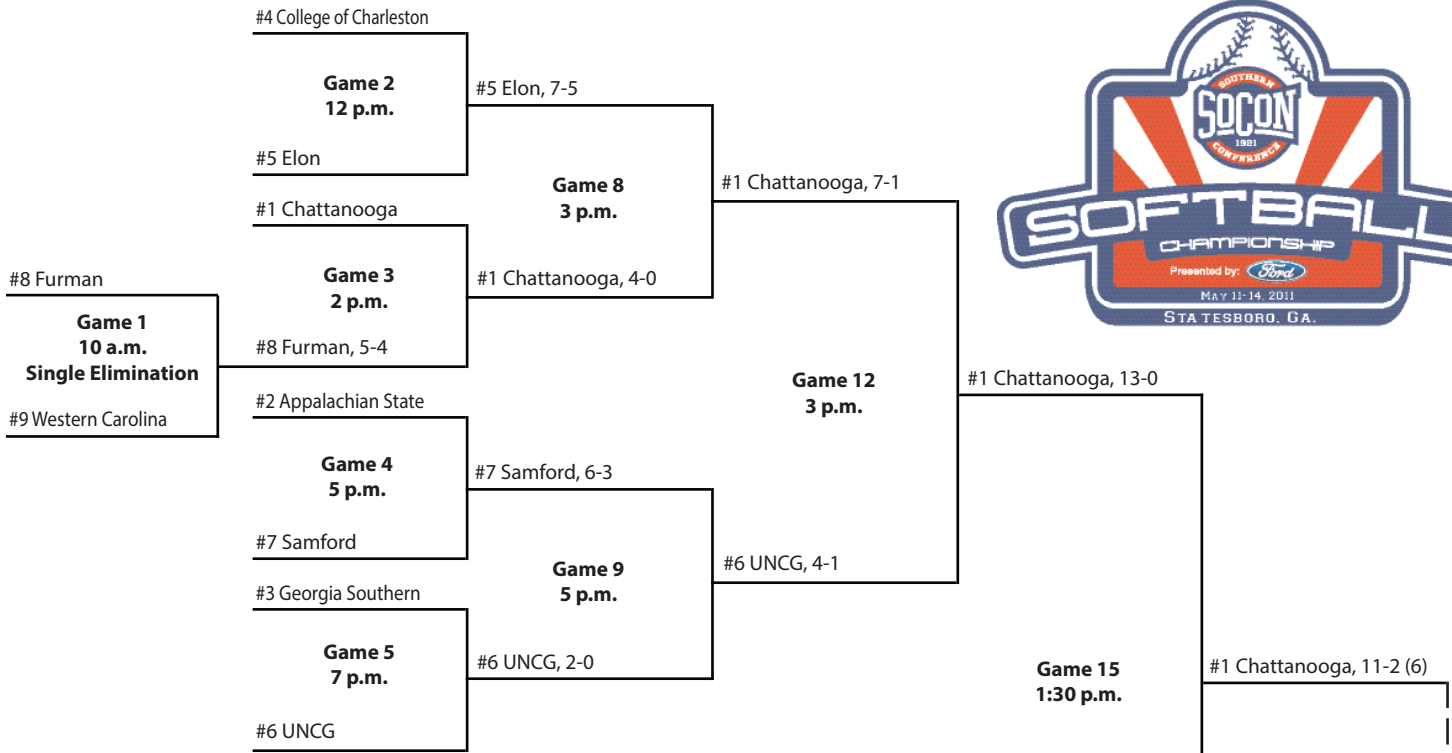 #4 College of Charleston
Game 2
12 p.m.
#5 Elon
#5 Elon, 7-5
#1 Chattanooga
Game 3
2 p.m.
#8 Furman
Game 1
10 a.m.
Single Elimination
#9 Western Carolina
#8 Furman, 5-4
#1 Chattanooga, 4-0
Game 8
3 p.m.
#1 Chattanooga, 7-1
#2 Appalachian State
Game 4
5 p.m.
#7 Samford
#7 Samford, 6-3
#3 Georgia Southern
Game 5
7 p.m.
#6 UNCG
#6 UNCG, 2-0
Game 9
5 p.m.
#6 UNCG, 4-1
Game 12
3 p.m.
#1 Chattanooga, 13-0
Game 15
1:30 p.m.
#1 Chattanooga, 11-2 (6)
SOUTHERN
SOCON
1921
CONFERENCE
SOFTBALL
CHAMPIONSHIP
Presented by: Ford
MAY 11-14, 2011
STATESBORO, GA.